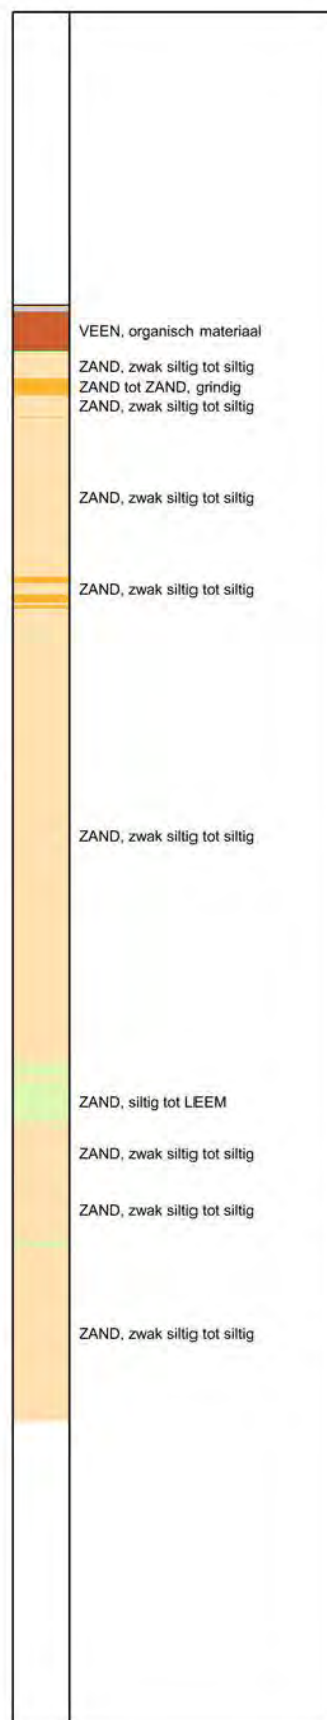 VEEN, organisch materiaal
ZAND, zwak siltig tot siltig
ZAND tot ZAND, grindig
ZAND, zwak siltig tot siltig
ZAND, zwak siltig tot siltig
ZAND, zwak siltig tot siltig
ZAND, zwak siltig tot siltig
ZAND, siltig tot LEEM
ZAND, zwak siltig tot siltig
ZAND, zwak siltig tot siltig
ZAND, zwak siltig tot siltig